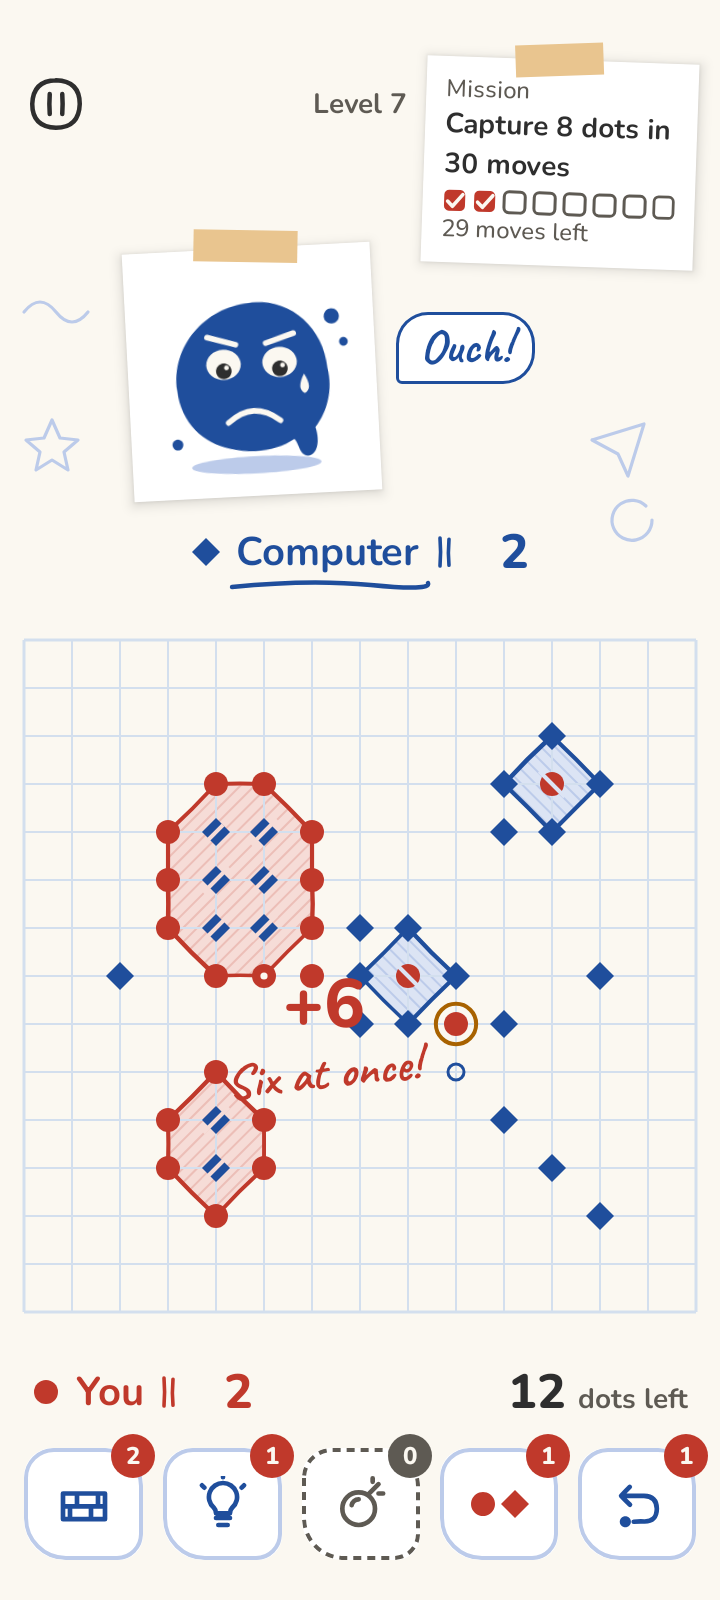 Level 7
Mission
Capture 8 dots in
30 moves
29 moves left
Ouch!
Computer || 2
+6
Six at once!
You || 2
12 dots left
2
1
0
1
1